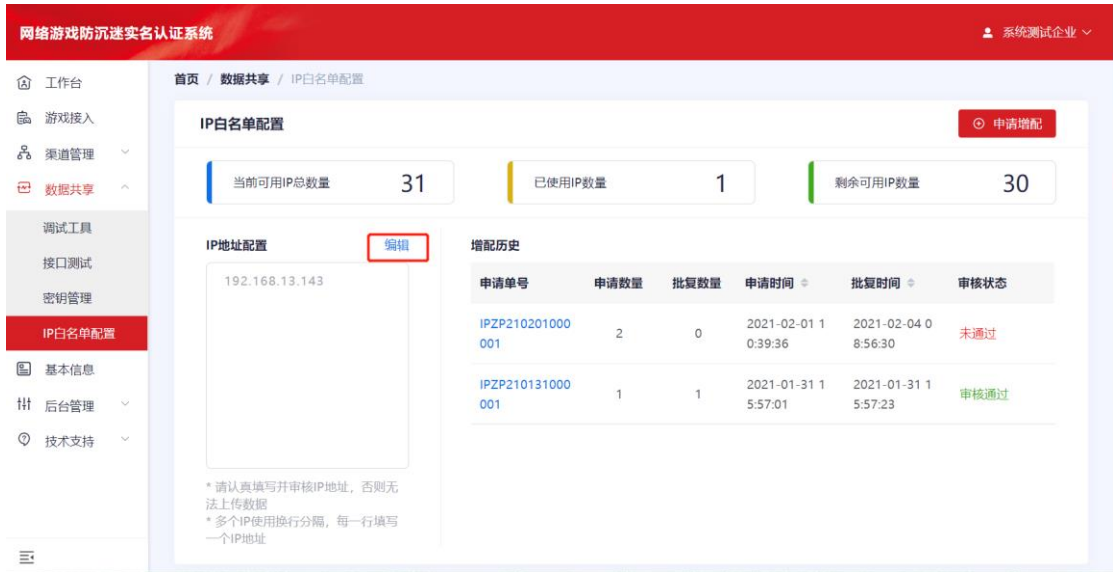 网络游戏防沉迷实名认证系统
系统测试企业
工作台
游戏接入
渠道管理
数据共享
调试工具
接口测试
密钥管理
IP白名单配置
基本信息
后台管理
技术支持
首页 / 数据共享 / IP白名单配置
IP白名单配置
申请增配
当前可用IP总数量 31
已使用IP数量 1
剩余可用IP数量 30
IP地址配置 编辑
192.168.13.143
* 请认真填写并审核IP地址，否则无
法上传数据
* 多个IP使用换行分隔，每一行填写
一个IP地址
增配历史
申请单号 申请数量 批复数量 申请时间 批复时间 审核状态
IPZP210201000 2 0 2021-02-01 1 2021-02-04 0 未通过
001 0:39:36 8:56:30
IPZP210131000 1 1 2021-01-31 1 2021-01-31 1 审核通过
001 5:57:01 5:57:23